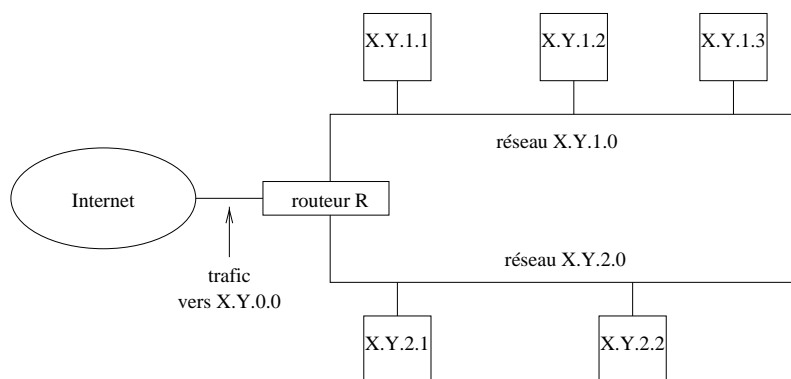 X.Y.1.1
X.Y.1.2
X.Y.1.3
réseau X.Y.1.0
Internet
routeur R
trafic
vers X.Y.0.0
réseau X.Y.2.0
X.Y.2.1
X.Y.2.2